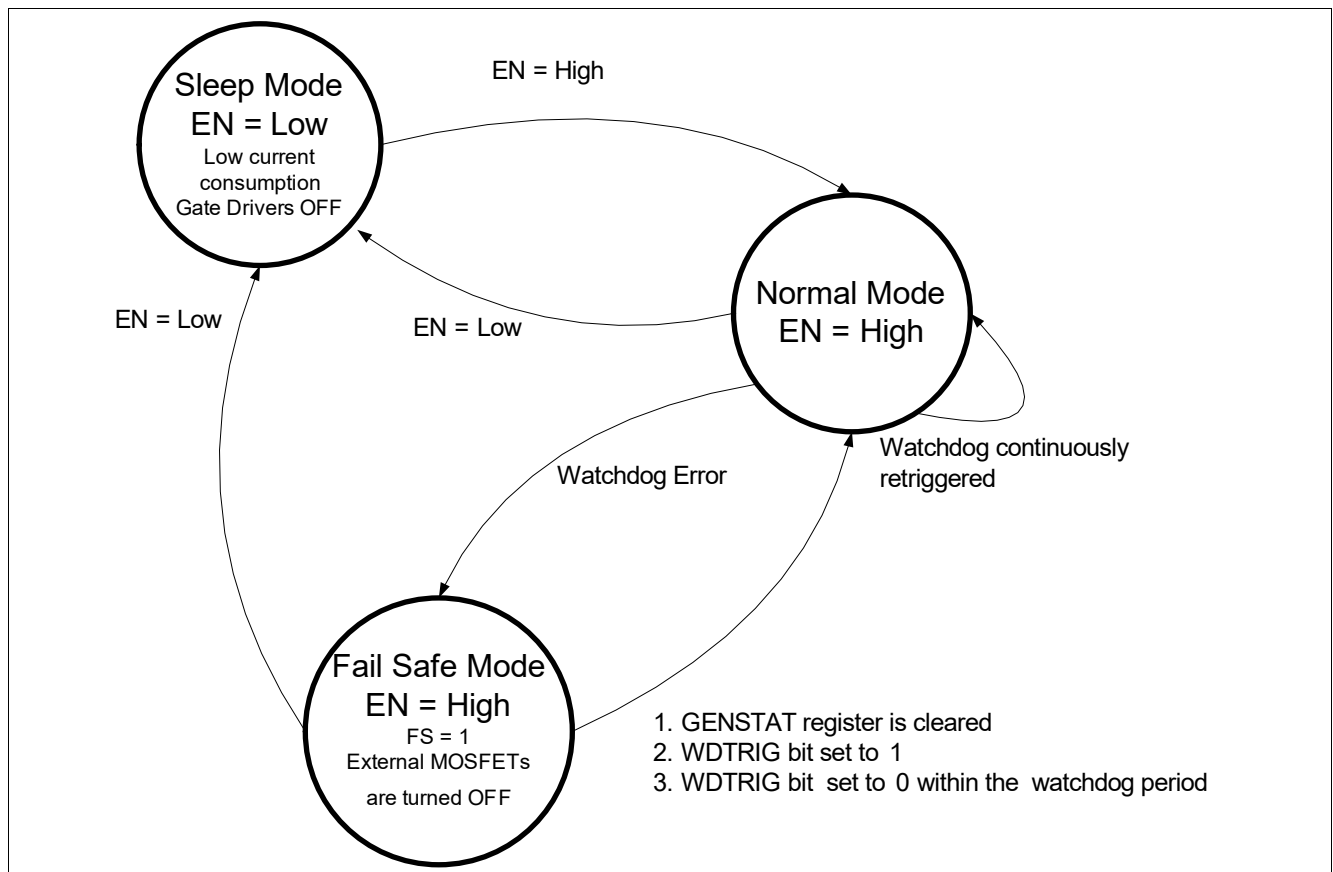 Sleep Mode
EN = Low
Low current
consumption
Gate Drivers OFF
EN = High
Normal Mode
EN = High
EN = Low
EN = Low
Watchdog continuously
retriggered
Watchdog Error
Fail Safe Mode
EN = High
FS = 1
External MOSFETs
are turned OFF
1. GENSTAT register is cleared
2. WDTRIG bit set to 1
3. WDTRIG bit set to 0 within the watchdog period